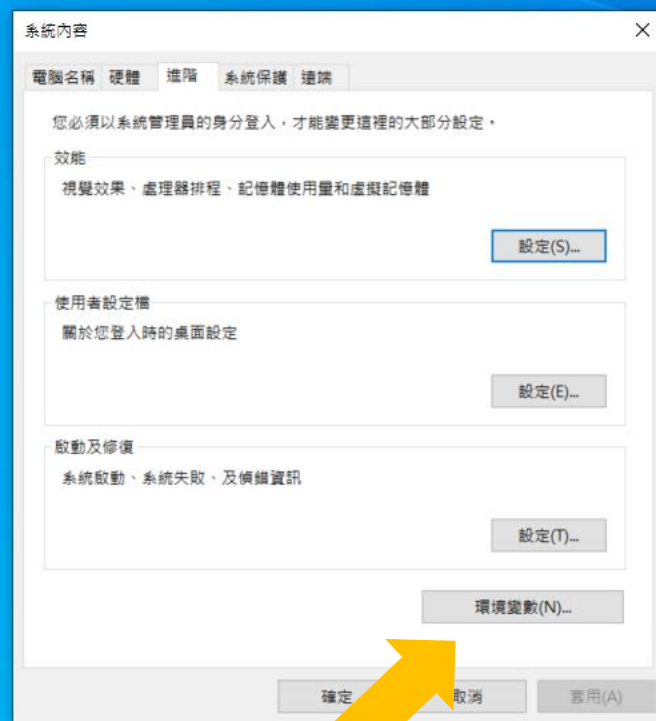 系統內容
電腦名稱 硬體 進階 系統保護 遠端
您必須以系統管理員的身分登入，才能變更這裡的大部分設定。
效能
視覺效果、處理器排程、記憶體使用量和虛擬記憶體
設定(S)...
使用者設定檔
關於您登入時的桌面設定
設定(E)...
啟動及修復
系統啟動、系統失敗、及偵錯資訊
設定(T)...
環境變數(N)...
確定 取消 套用(A)